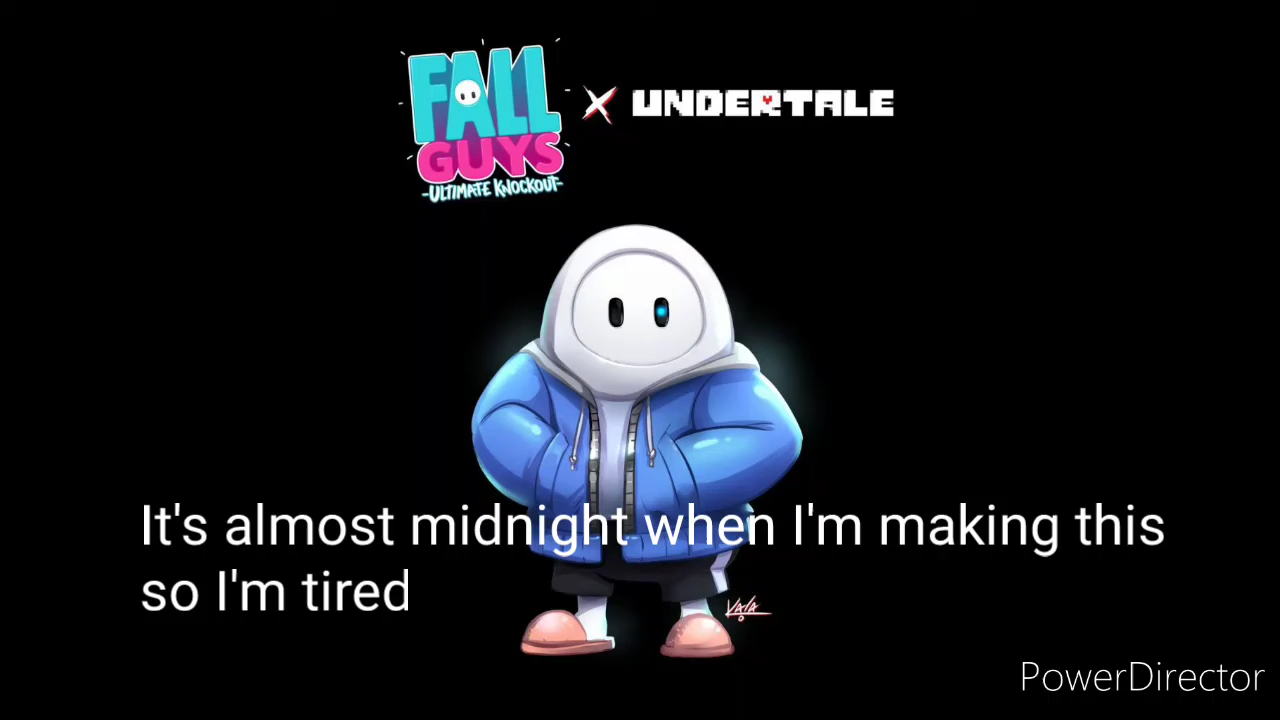 FALL
GUYS
-ULTIMATE KNOCKOUT-
X UNDERTALE
It's almost midnight when I'm making this
so I'm tired
PowerDirector